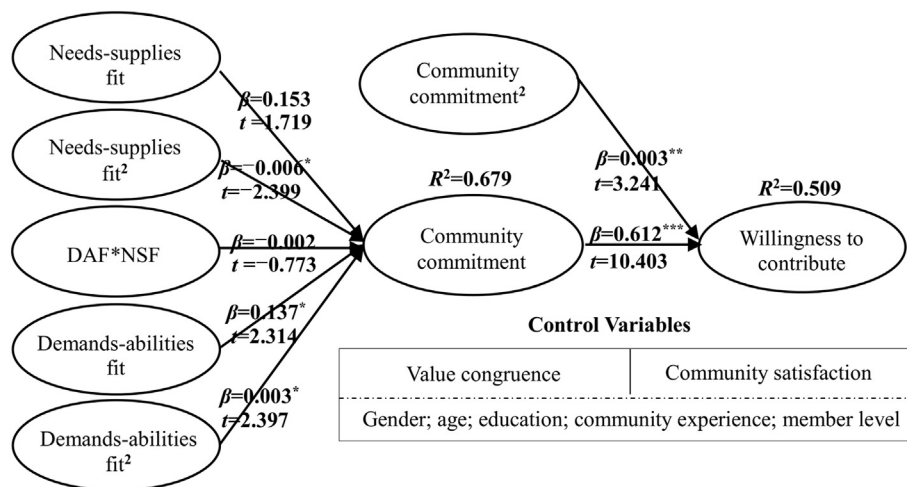 Needs-supplies
fit
β=0.153
t =1.719
Needs-supplies
fit²
β=−0.006*
t=−2.399
DAF*NSF
β=−0.002
t =−0.773
Demands-abilities
fit
β=0.137*
t=2.314
Demands-abilities
fit²
β=0.003*
t=2.397
Community
commitment²
β=0.003**
t=3.241
R²=0.679
Community
commitment
β=0.612***
t=10.403
R²=0.509
Willingness to
contribute
Control Variables
Value congruence
Community satisfaction
Gender; age; education; community experience; member level